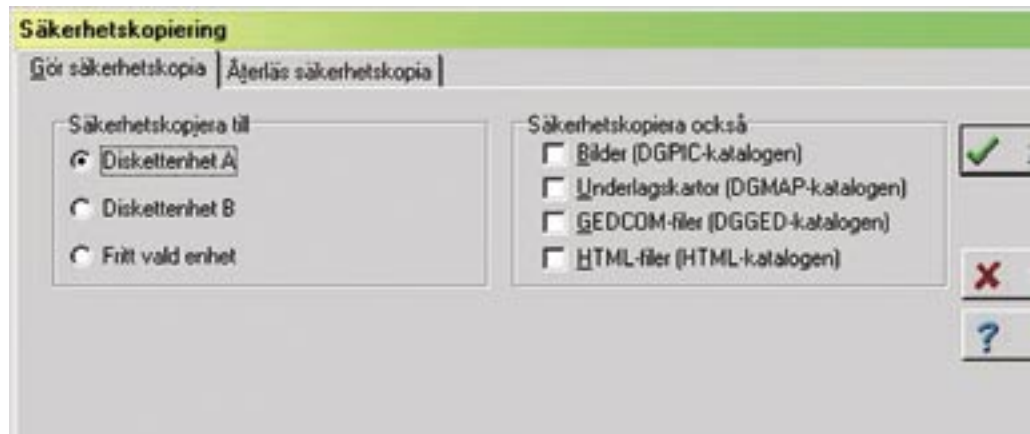 Säkerhetskopiering
Gör säkerhetskopia Återläs säkerhetskopia
Säkerhetskopiera till
Diskettenhet A
Diskettenhet B
Fritt vald enhet
Säkerhetskopiera också
Bilder (DGPIC-katalogen)
Underlagskartor (DGMAP-katalogen)
GEDCOM-filer (DGGED-katalogen)
HTML-filer (HTML-katalogen)
?